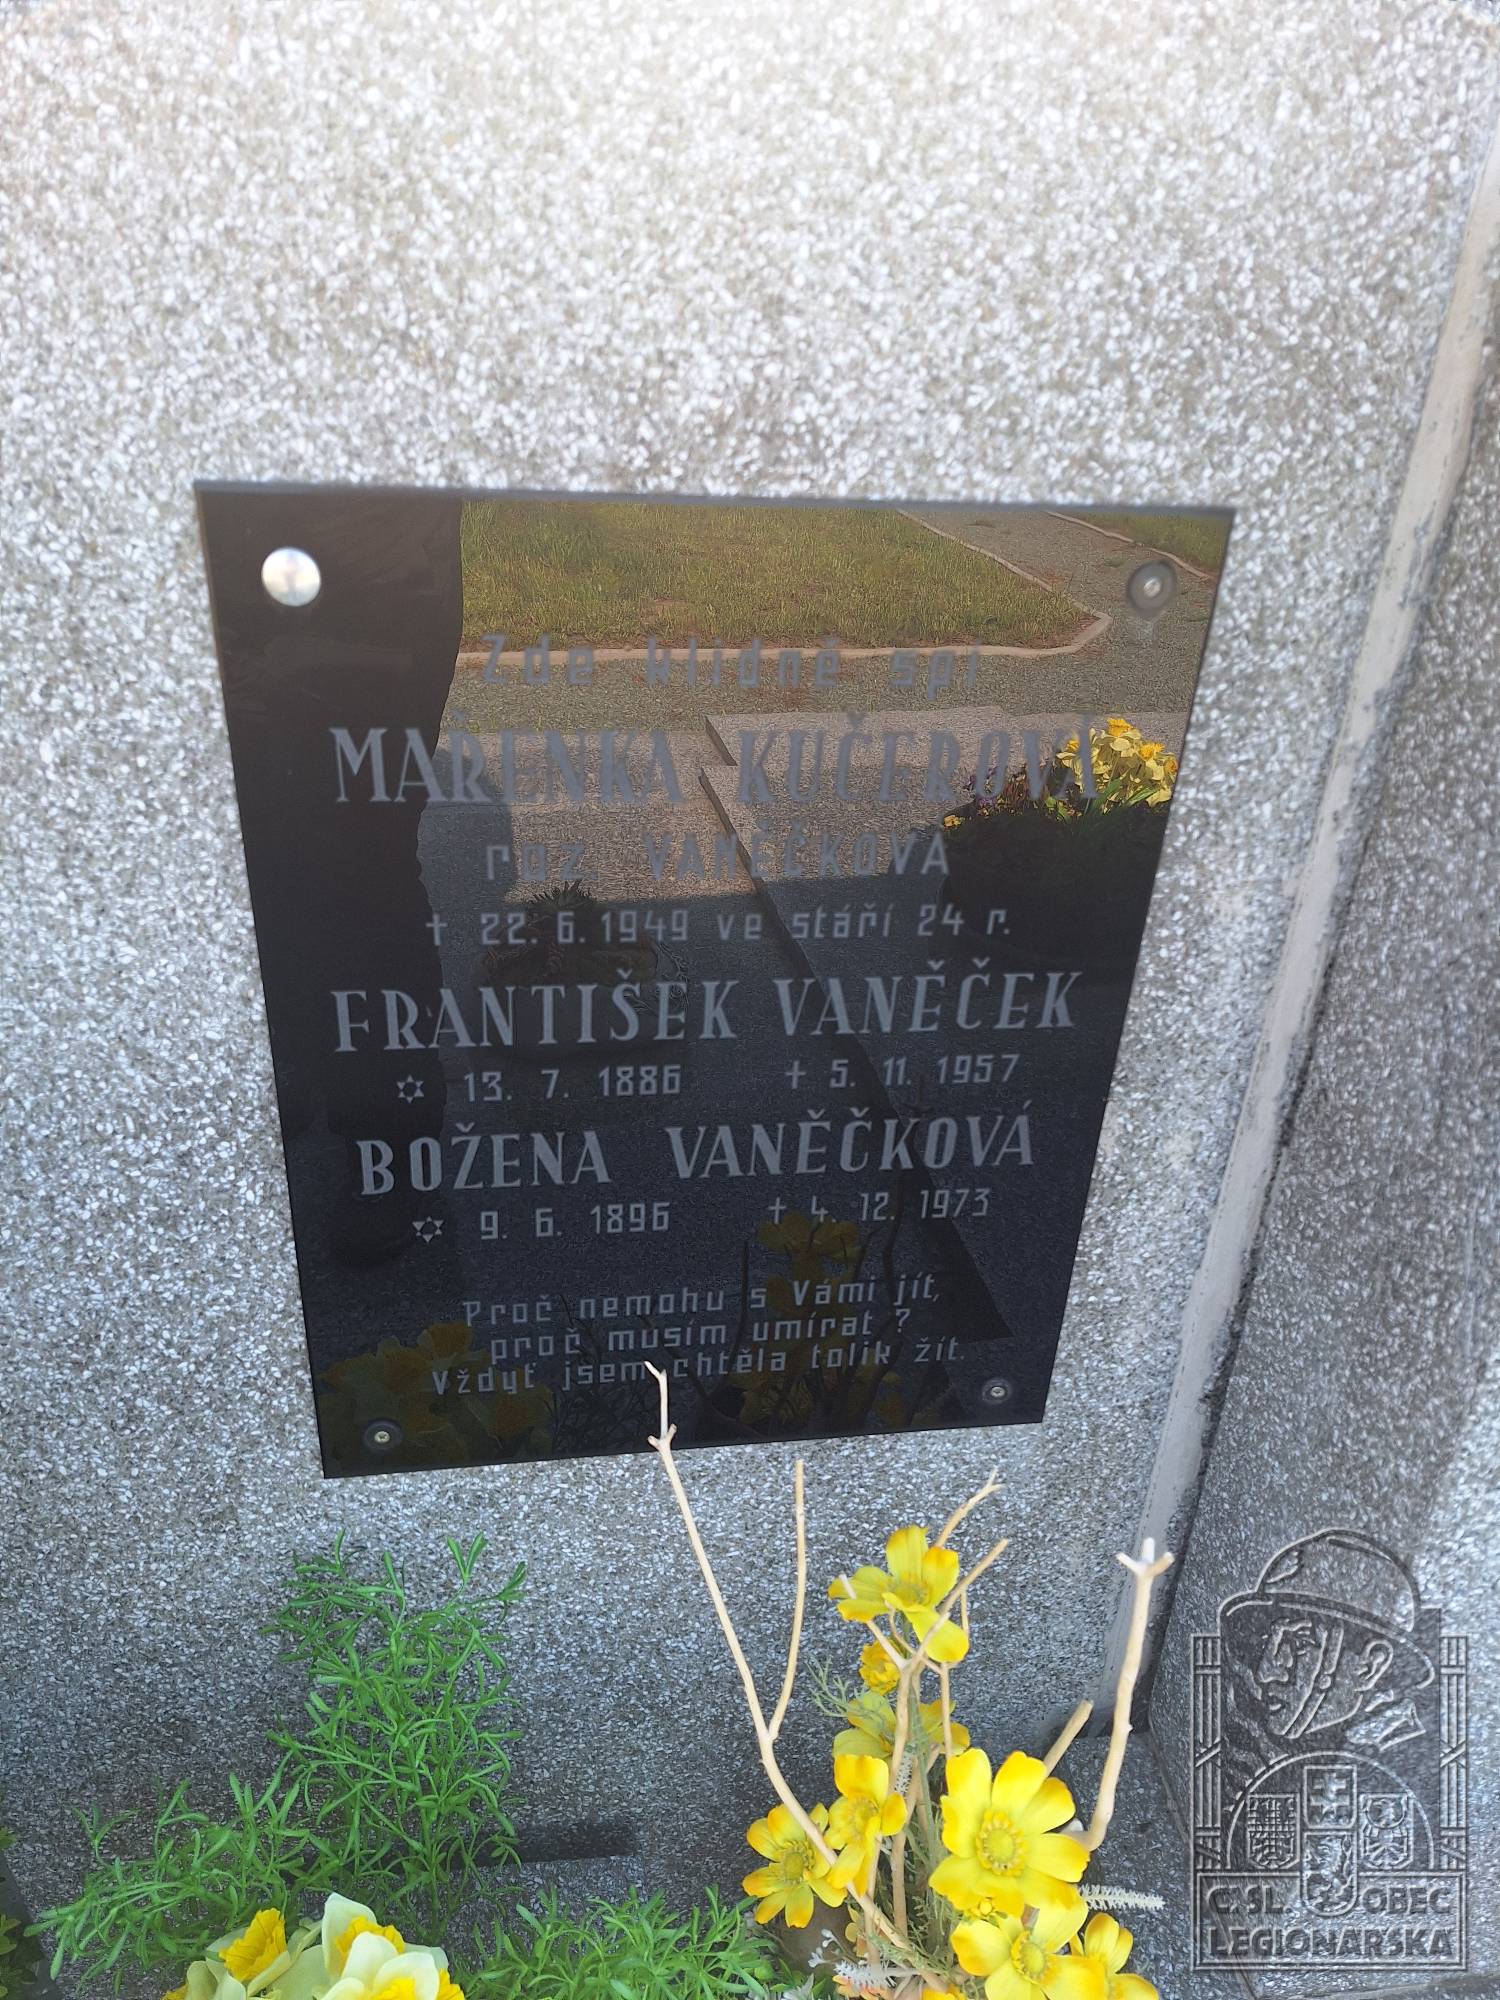 Zde klidně spí
MAŘENKA KUČEROVÁ
roz. VANĚČKOVÁ
+ 22. 6. 1949 ve stáří 24 r.
FRANTIŠEK VANĚČEK
✡ 13. 7. 1886 + 5. 11. 1957
BOŽENA VANĚČKOVÁ
✡ 9. 6. 1896 + 4. 12. 1973
Proč nemohu s Vámi jít,
proč musím umírat ?
Vždyť jsem chtěla tolik žít.
ČSL. OBEC
LEGIONÁŘSKÁ